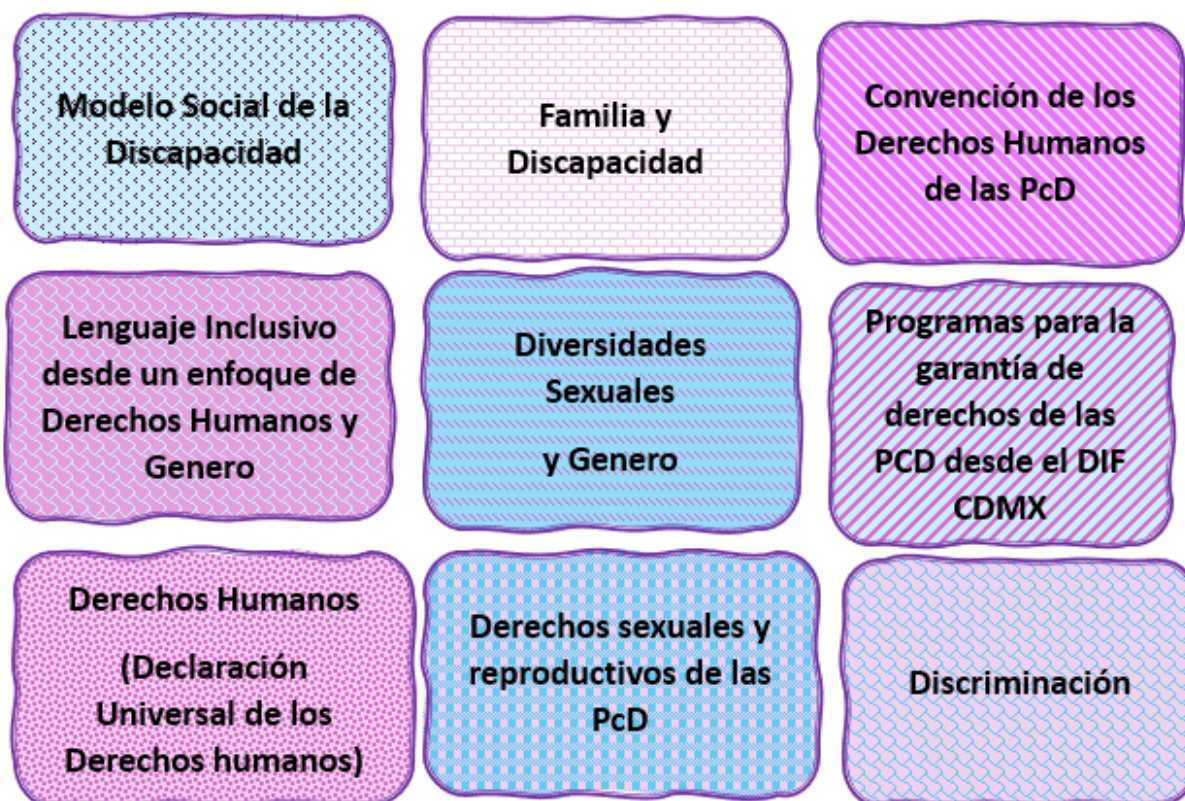 Modelo Social de la
Discapacidad
Familia y
Discapacidad
Convención de los
Derechos Humanos
de las PcD
Lenguaje Inclusivo
desde un enfoque de
Derechos Humanos y
Genero
Diversidades
Sexuales
y Genero
Programas para la
garantía de
derechos de las
PCD desde el DIF
CDMX
Derechos Humanos
(Declaración
Universal de los
Derechos humanos)
Derechos sexuales y
reproductivos de las
PcD
Discriminación